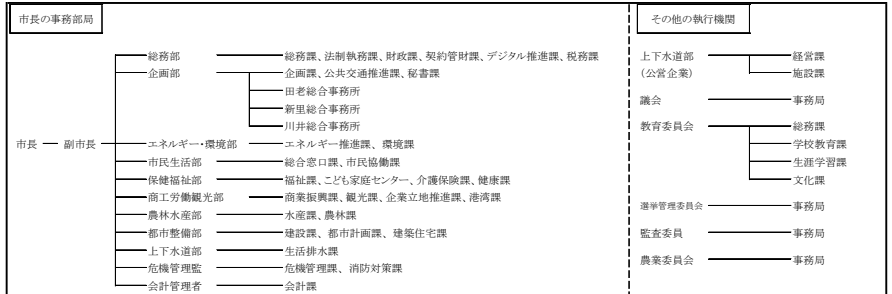 市長の事務部局
総務部 総務課、法制執務課、財政課、契約管財課、デジタル推進課、税務課
企画部 企画課、公共交通推進課、秘書課
田老総合事務所
新里総合事務所
川井総合事務所
市長 副市長 エネルギー・環境部 エネルギー推進課、環境課
市民生活部 総合窓口課、市民協働課
保健福祉部 福祉課、こども家庭センター、介護保険課、健康課
商工労働観光部 商業振興課、観光課、企業立地推進課、港湾課
農林水産部 水産課、農林課
都市整備部 建設課、都市計画課、建築住宅課
上下水道部 生活排水課
危機管理監 危機管理課、消防対策課
会計管理者 会計課
その他の執行機関
上下水道部 経営課
(公営企業) 施設課
議会 事務局
教育委員会 総務課
学校教育課
生涯学習課
文化課
選挙管理委員会 事務局
監査委員 事務局
農業委員会 事務局